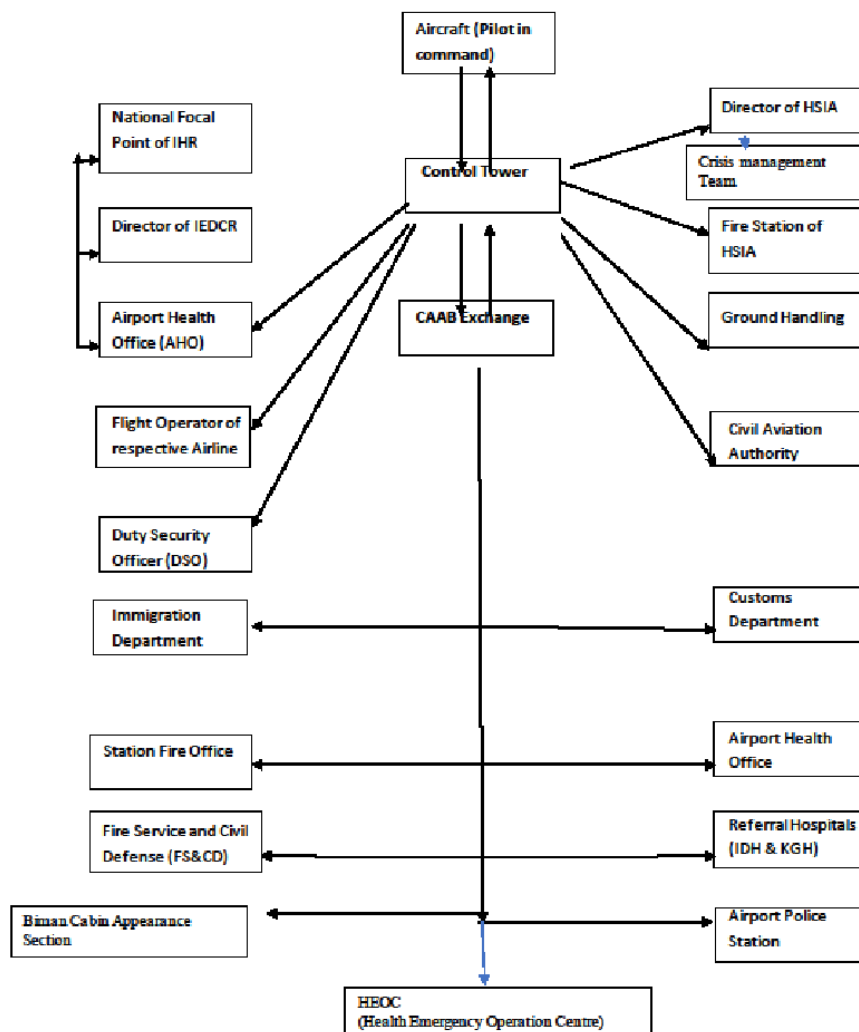 Aircraft (Pilot in
command)
National Focal
Point of IHR
Director of HSIA
Crisis management
Team
Control Tower
Director of IEDCR
Fire Station of
HSIA
Airport Health
Office (AHO)
CAAB Exchange
Ground Handling
Flight Operator of
respective Airline
Civil Aviation
Authority
Duty Security
Officer (DSO)
Immigration
Department
Customs
Department
Station Fire Office
Airport Health
Office
Fire Service and Civil
Defense (FS&CD)
Referral Hospitals
(IDH & KGH)
Biman Cabin Appearance
Section
Airport Police
Station
HEOC
(Health Emergency Operation Centre)